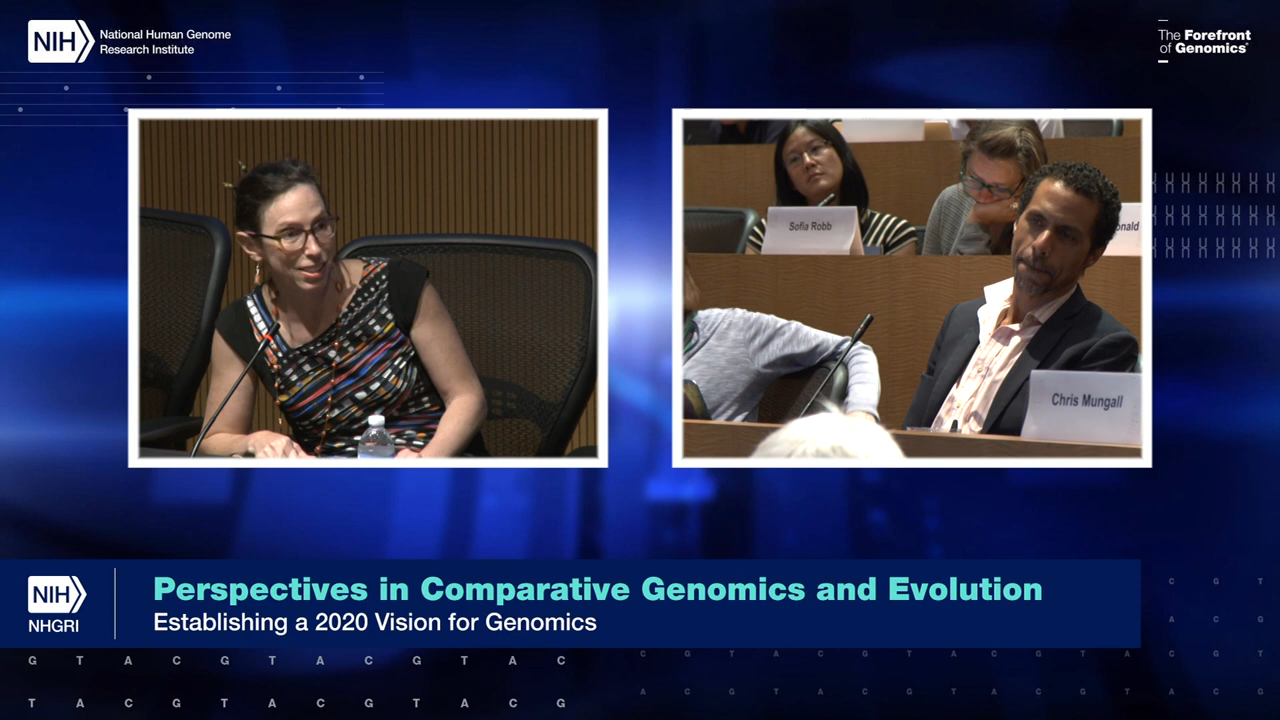 NIH
National Human Genome
Research Institute
The Forefront
of Genomics®
Sofia Robb
onald
Chris Mungall
NIH
NHGRI
Perspectives in Comparative Genomics and Evolution
Establishing a 2020 Vision for Genomics
G T A C G T A C G T A C
T A C G T A C G T A C G
C G T
A C G
C G T A C G T A C G T A C G T
A C G T A C G T A C G T A C G